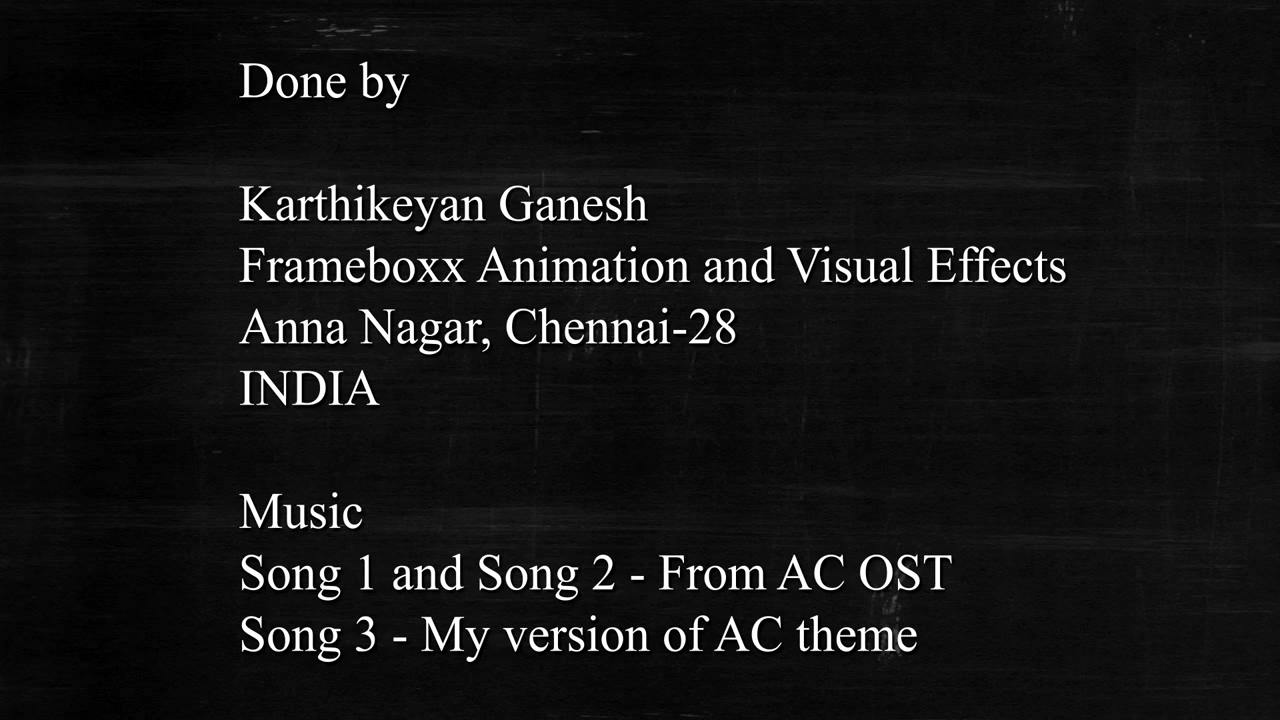 Done by
Karthikeyan Ganesh
Frameboxx Animation and Visual Effects
Anna Nagar, Chennai-28
INDIA
Music
Song 1 and Song 2 - From AC OST
Song 3 - My version of AC theme